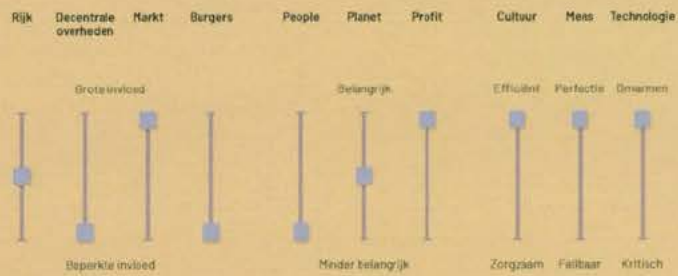 Rijk Decentrale overheden Markt Burgers People Planet Profit Cultuur Mens Technologie
Grote invloed Belangrijk Efficiënt Perfectie Omarmen
Beperkte invloed Minder belangrijk Zorgzaam Feilbaar Kritisch